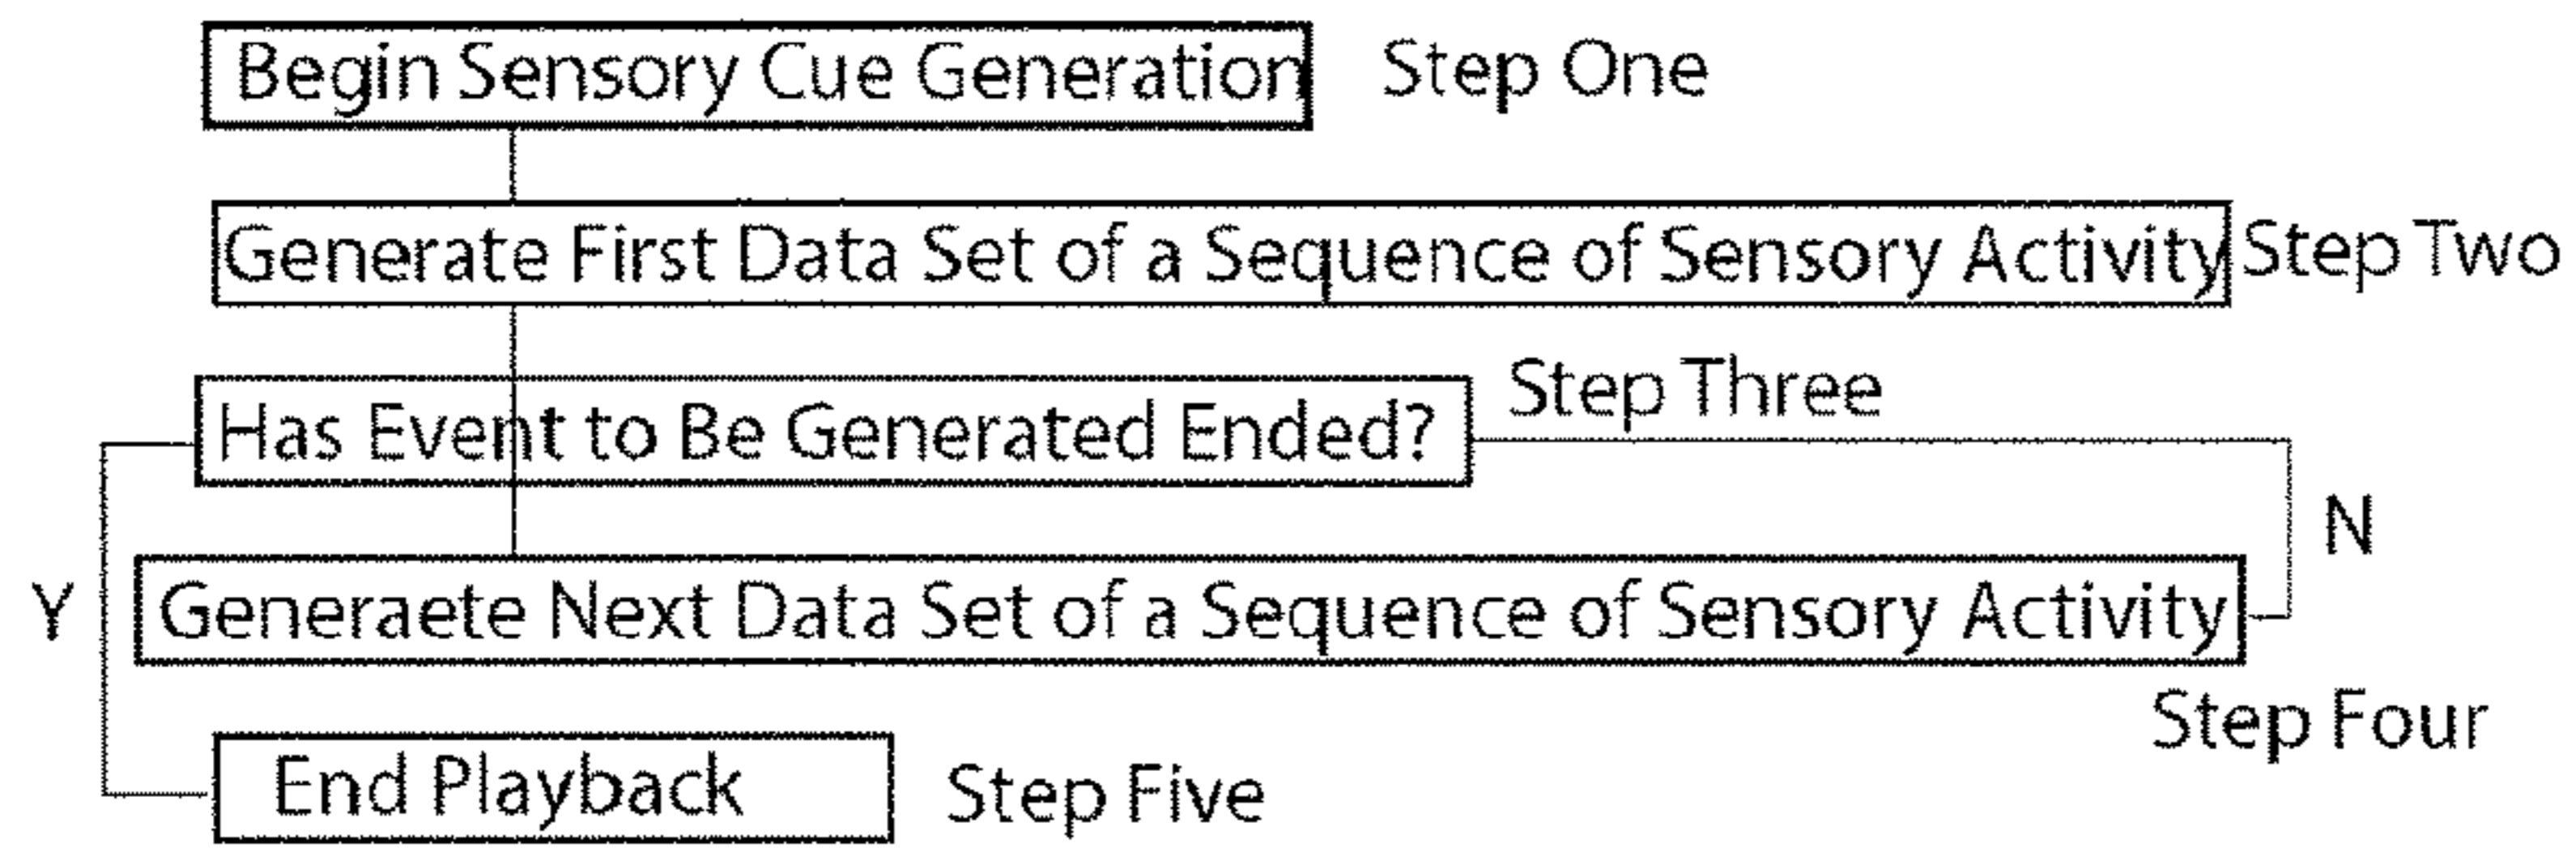 Begin Sensory Cue Generation Step One
Generate First Data Set of a Sequence of Sensory Activity Step Two
Step Three
Has Event to Be Generated Ended?
N
Y
Generaete Next Data Set of a Sequence of Sensory Activity
Step Four
End Playback Step Five